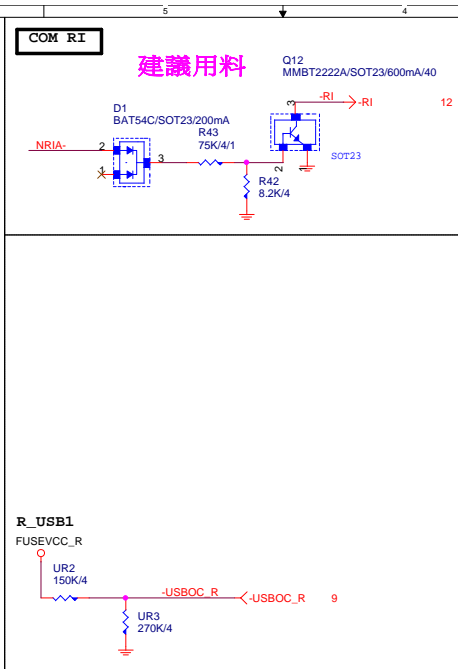 5
4
COM RI
建議用料
Q12
MMBT2222A/SOT23/600mA/40
D1
BAT54C/SOT23/200mA
R43
75K/4/1
3
-RI
-RI
12
NRIA-
2
1
3
2
1
SOT23
R42
8.2K/4
R_USB1
FUSEVCC_R
UR2
150K/4
-USBOC_R
-USBOC_R
9
UR3
270K/4